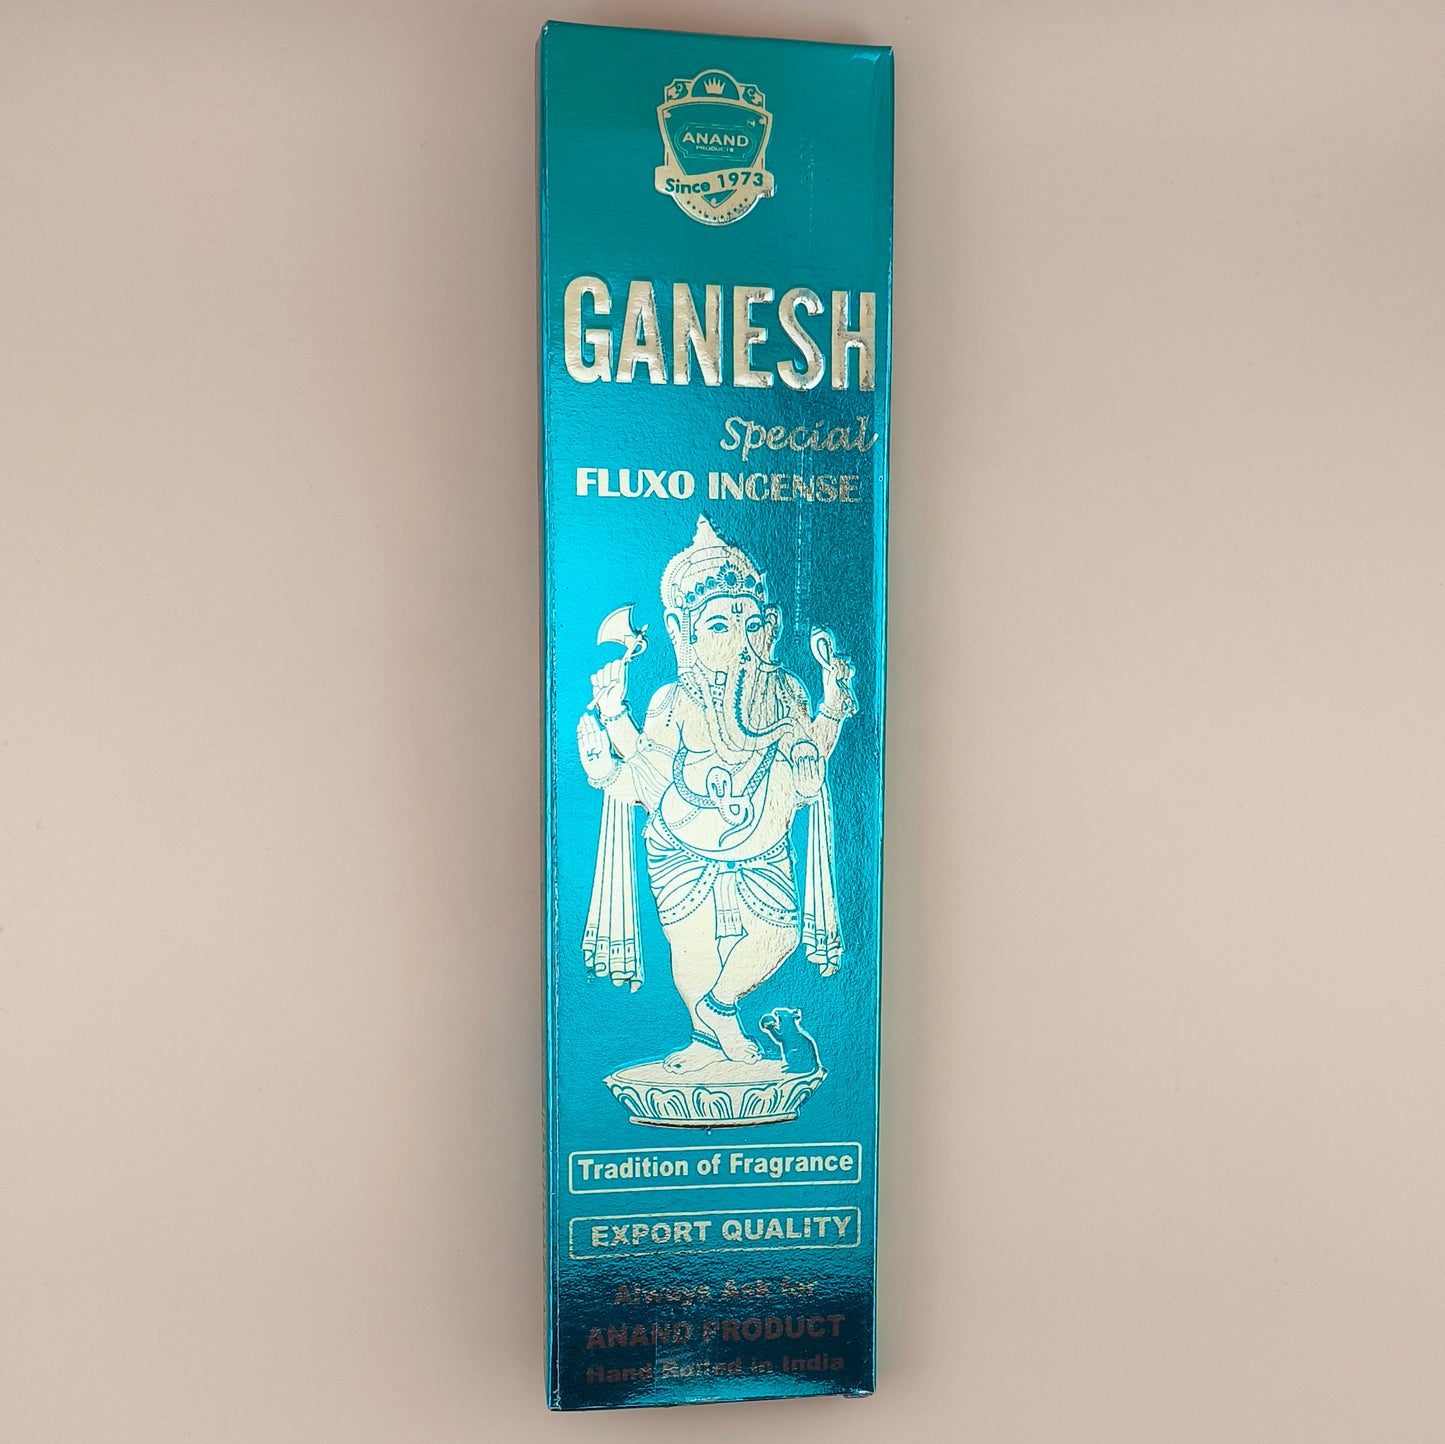 ANAND
PRODUCTS
Since 1973
GANESH
Special
FLUXO INCENSE
Tradition of Fragrance
EXPORT QUALITY
Always Ask for
ANAND PRODUCT
Hand Rolled in India